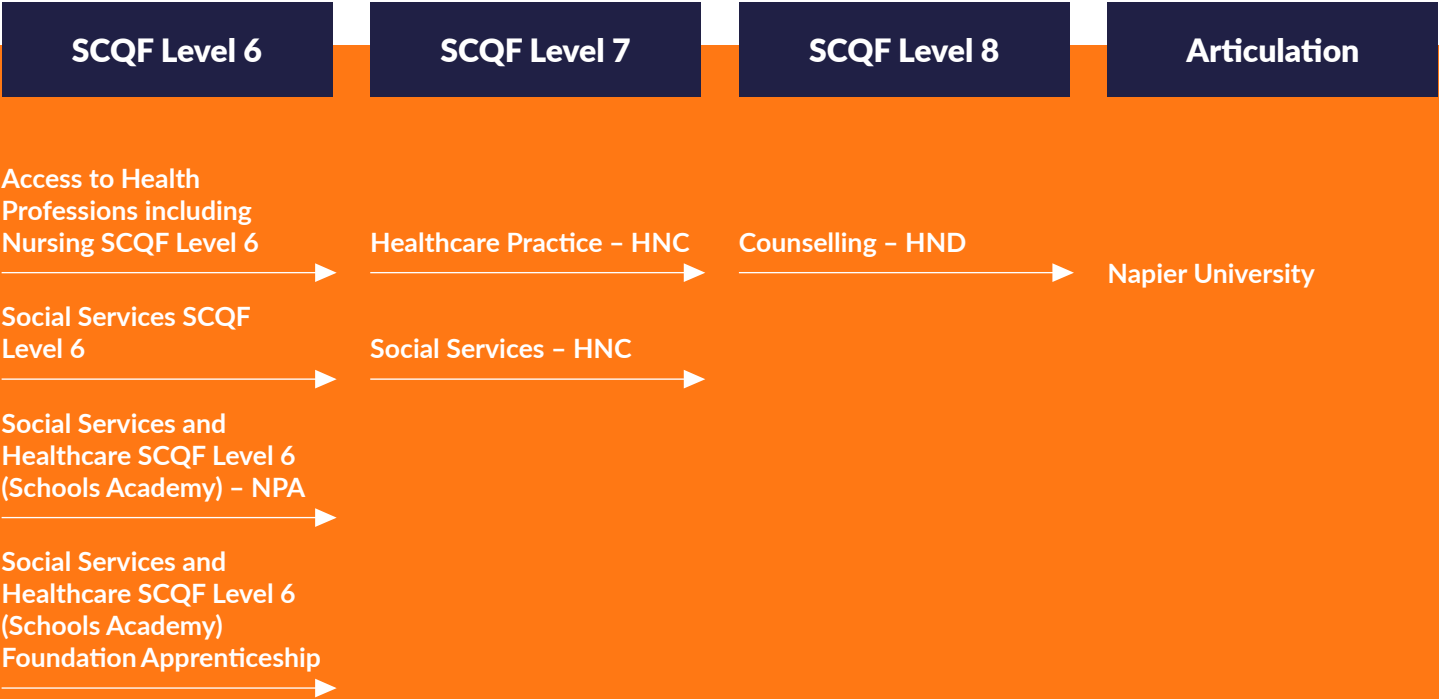 SCQF Level 6
SCQF Level 7
SCQF Level 8
Articulation
Access to Health
Professions including
Nursing SCQF Level 6
Healthcare Practice – HNC
Counselling – HND
Napier University
Social Services SCQF
Level 6
Social Services – HNC
Social Services and
Healthcare SCQF Level 6
(Schools Academy) – NPA
Social Services and
Healthcare SCQF Level 6
(Schools Academy)
Foundation Apprenticeship